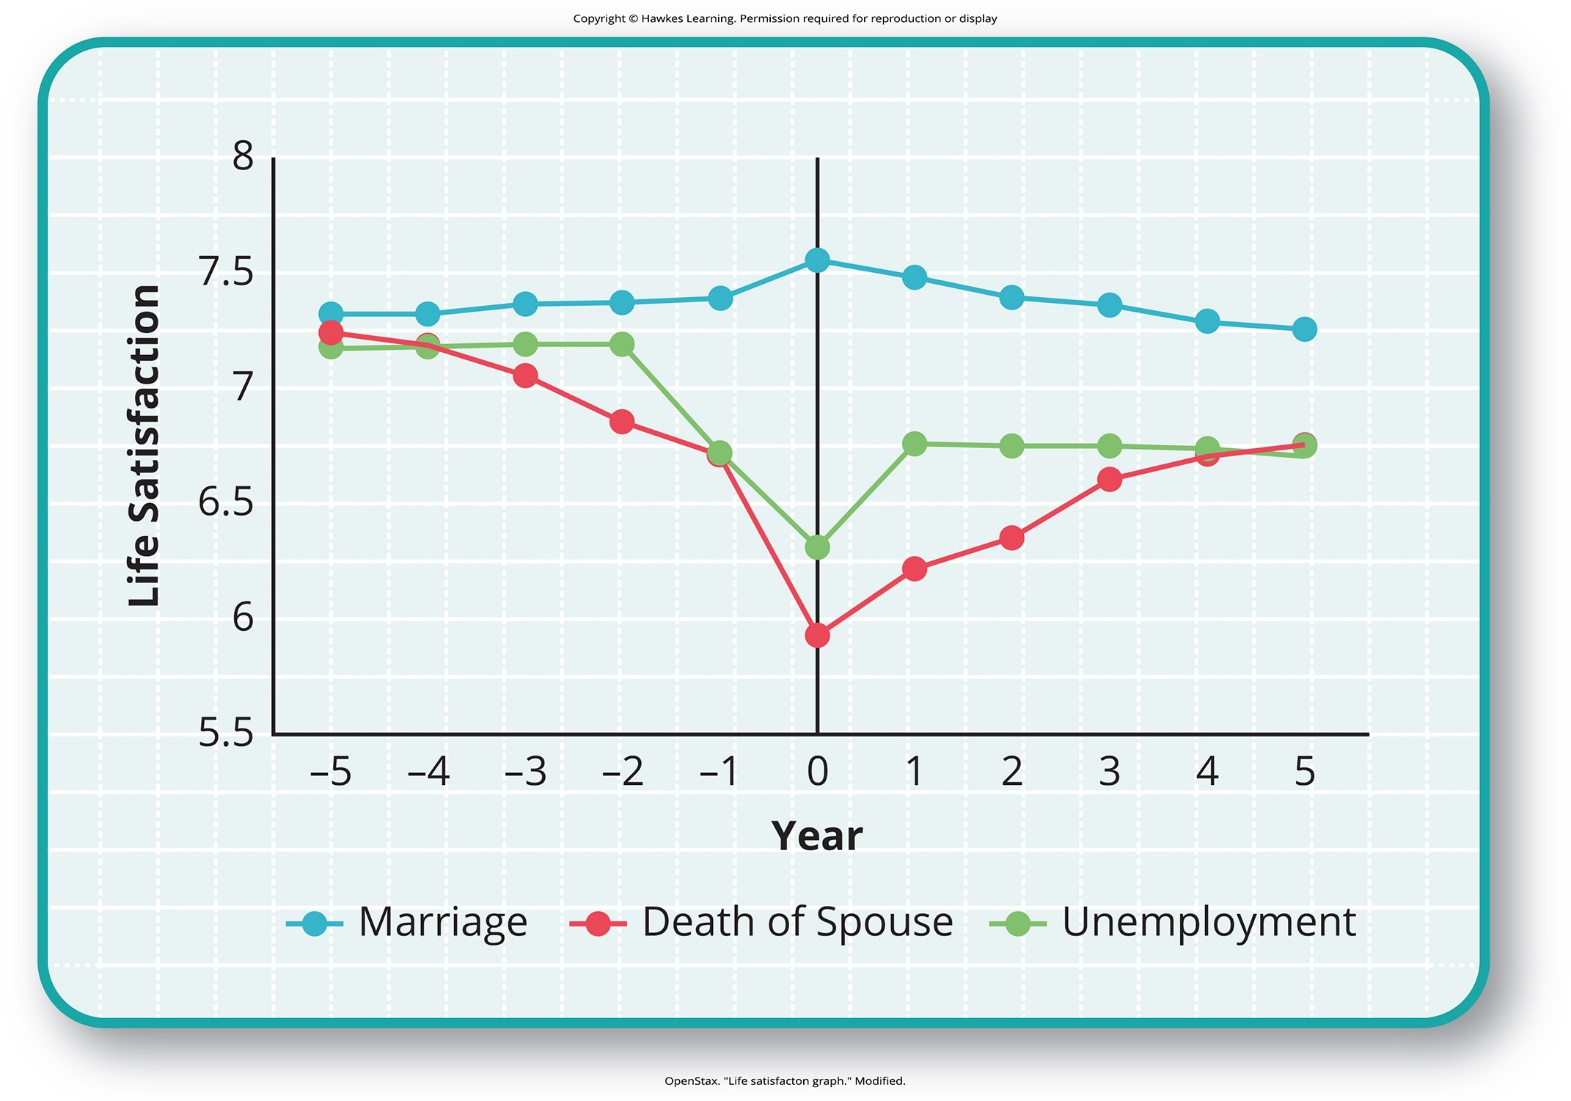 Copyright © Hawkes Learning. Permission required for reproduction or display
8
7.5
7
6.5
6
5.5
Life Satisfaction
–5 –4 –3 –2 –1 0 1 2 3 4 5
Year
Marriage Death of Spouse Unemployment
OpenStax. "Life satisfacton graph." Modified.